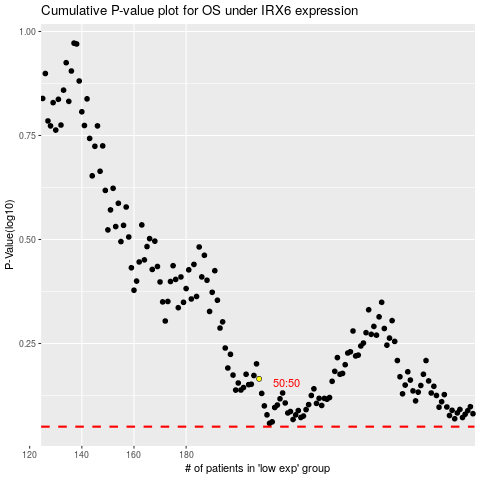 Cumulative P-value plot for OS under IRX6 expression
P-Value(log10)
1.00
0.75
0.50
0.25
50:50
120 140 160 180
# of patients in 'low exp' group